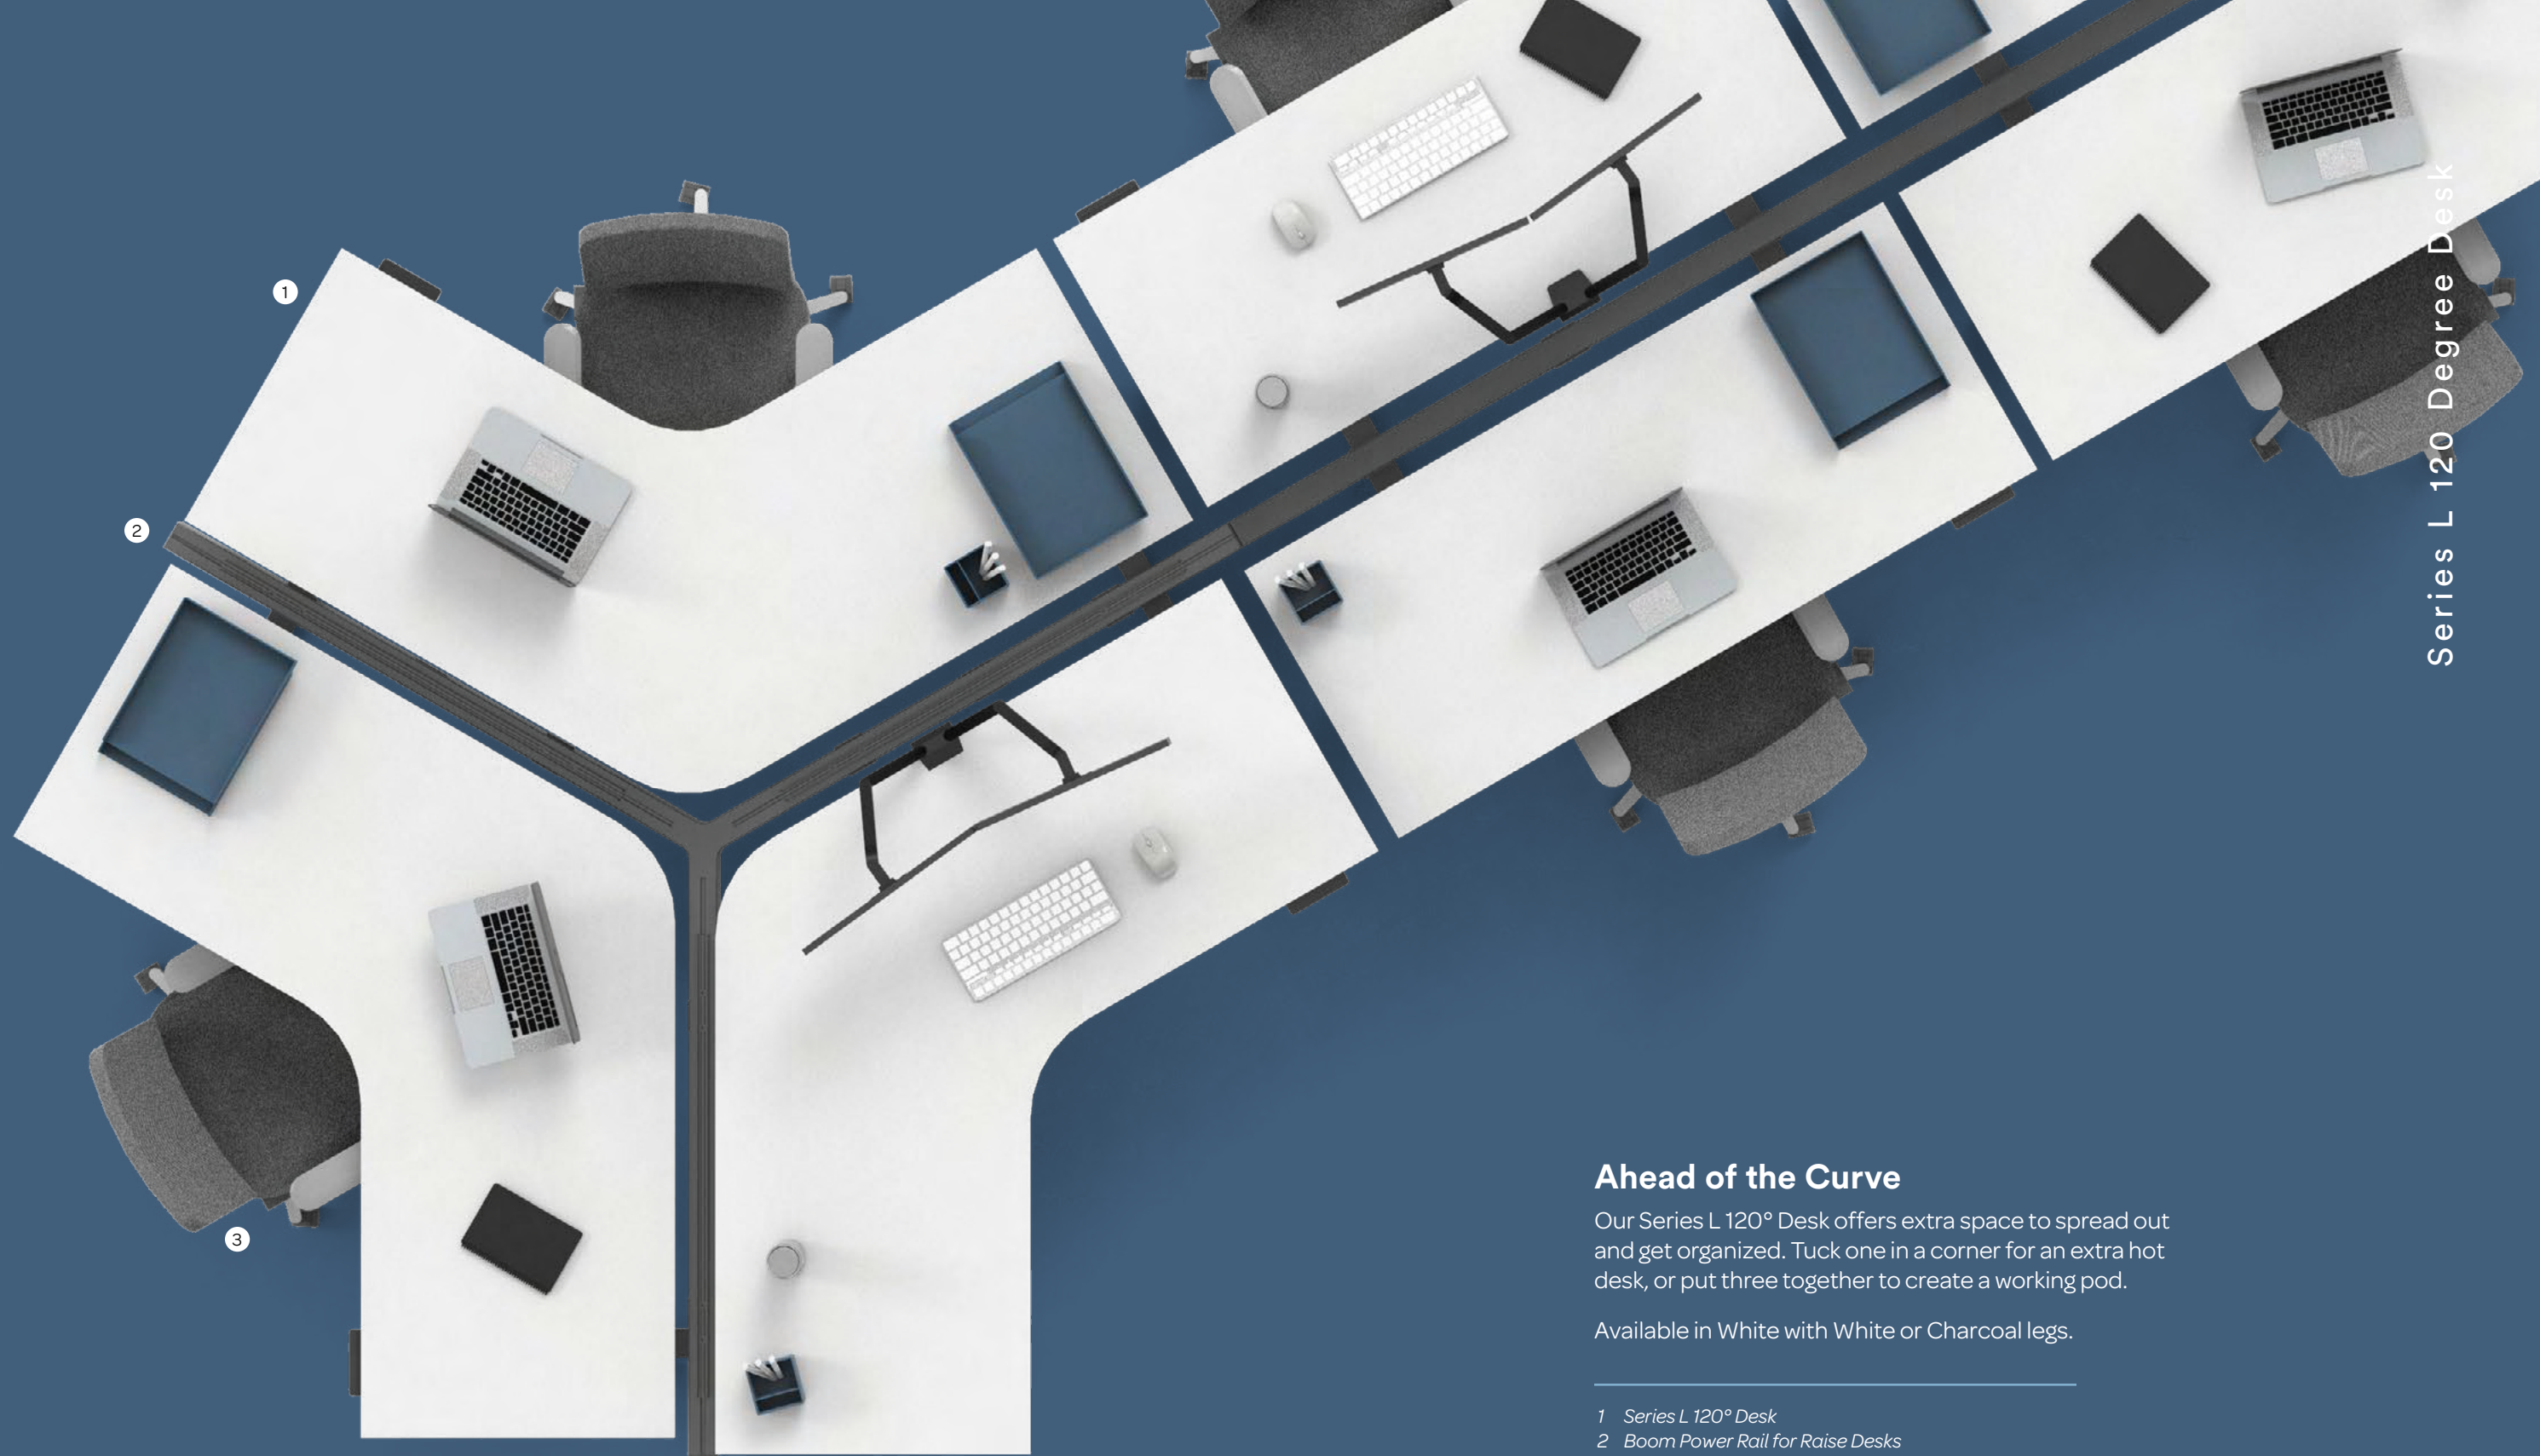 1
2
3
Series L 120 Degree Desk
Ahead of the Curve
Our Series L 120° Desk offers extra space to spread out
and get organized. Tuck one in a corner for an extra hot
desk, or put three together to create a working pod.
Available in White with White or Charcoal legs.
1 Series L 120° Desk
2 Boom Power Rail for Raise Desks